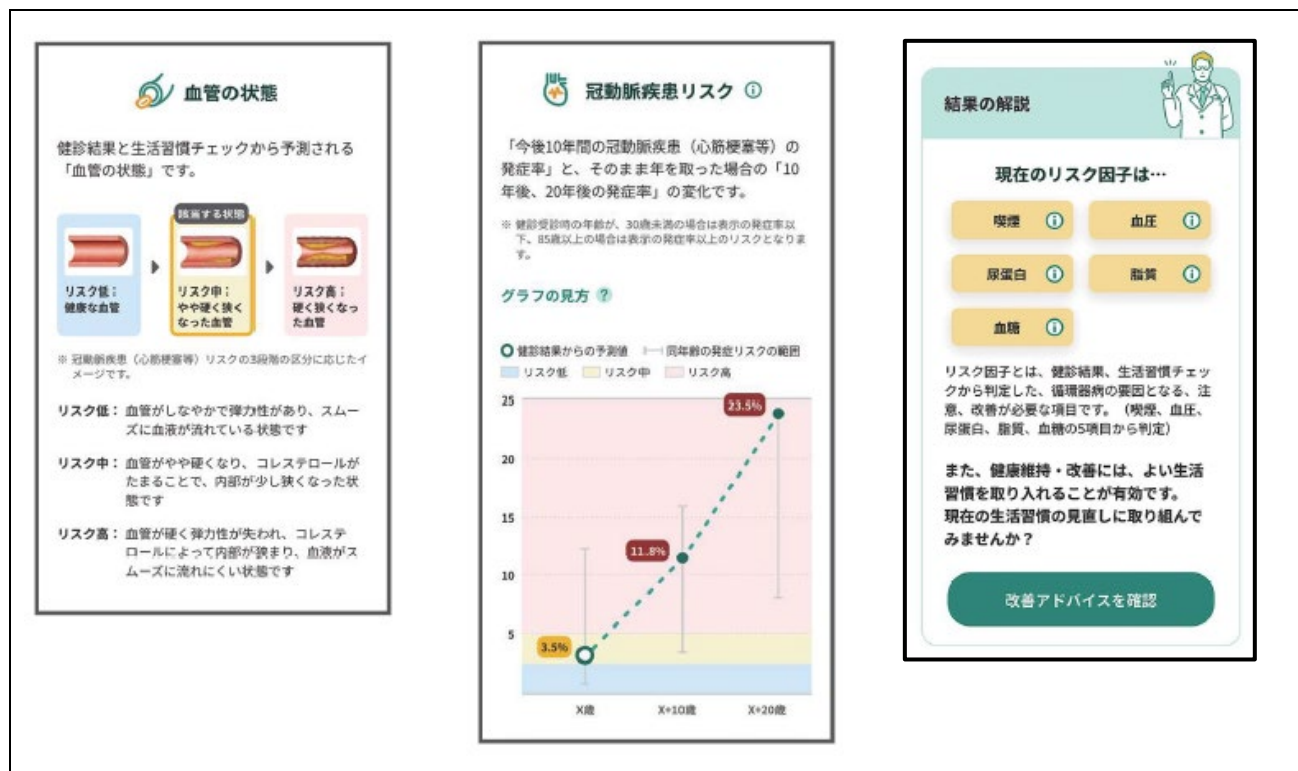 血管の状態
健診結果と生活習慣チェックから予測される
「血管の状態」です。
該当する状態
リスク低：
健康な血管
リスク中：
やや硬く狭く
なった血管
リスク高：
硬く狭くなっ
た血管
※ 冠動脈疾患（心筋梗塞等）リスクの3段階の区分に応じたイ
メージです。
リスク低： 血管がしなやかで弾力性があり、スムー
ズに血液が流れている状態です
リスク中： 血管がやや硬くなり、コレステロールが
たまることで、内部が少し狭くなった状
態です
リスク高： 血管が硬く弾力性が失われ、コレステ
ロールによって内部が狭まり、血液がス
ムーズに流れにくい状態です
冠動脈疾患リスク
「今後10年間の冠動脈疾患（心筋梗塞等）の
発症率」と、そのまま年を取った場合の「10
年後、20年後の発症率」の変化です。
※ 健診受診時の年齢が、30歳未満の場合は表示の発症率以
下、85歳以上の場合は表示の発症率以上のリスクとなりま
す。
グラフの見方 ?
健診結果からの予測値 同年齢の発症リスクの範囲
リスク低 リスク中 リスク高
25
20
15
10
5
23.5%
11.8%
3.5%
X歳 X+10歳 X+20歳
結果の解説
現在のリスク因子は…
喫煙 血圧
尿蛋白 脂質
血糖
リスク因子とは、健診結果、生活習慣チェッ
クから判定した、循環器病の要因となる、注
意、改善が必要な項目です。（喫煙、血圧、
尿蛋白、脂質、血糖の5項目から判定）
また、健康維持・改善には、よい生活
習慣を取り入れることが有効です。
現在の生活習慣の見直しに取り組んで
みませんか？
改善アドバイスを確認